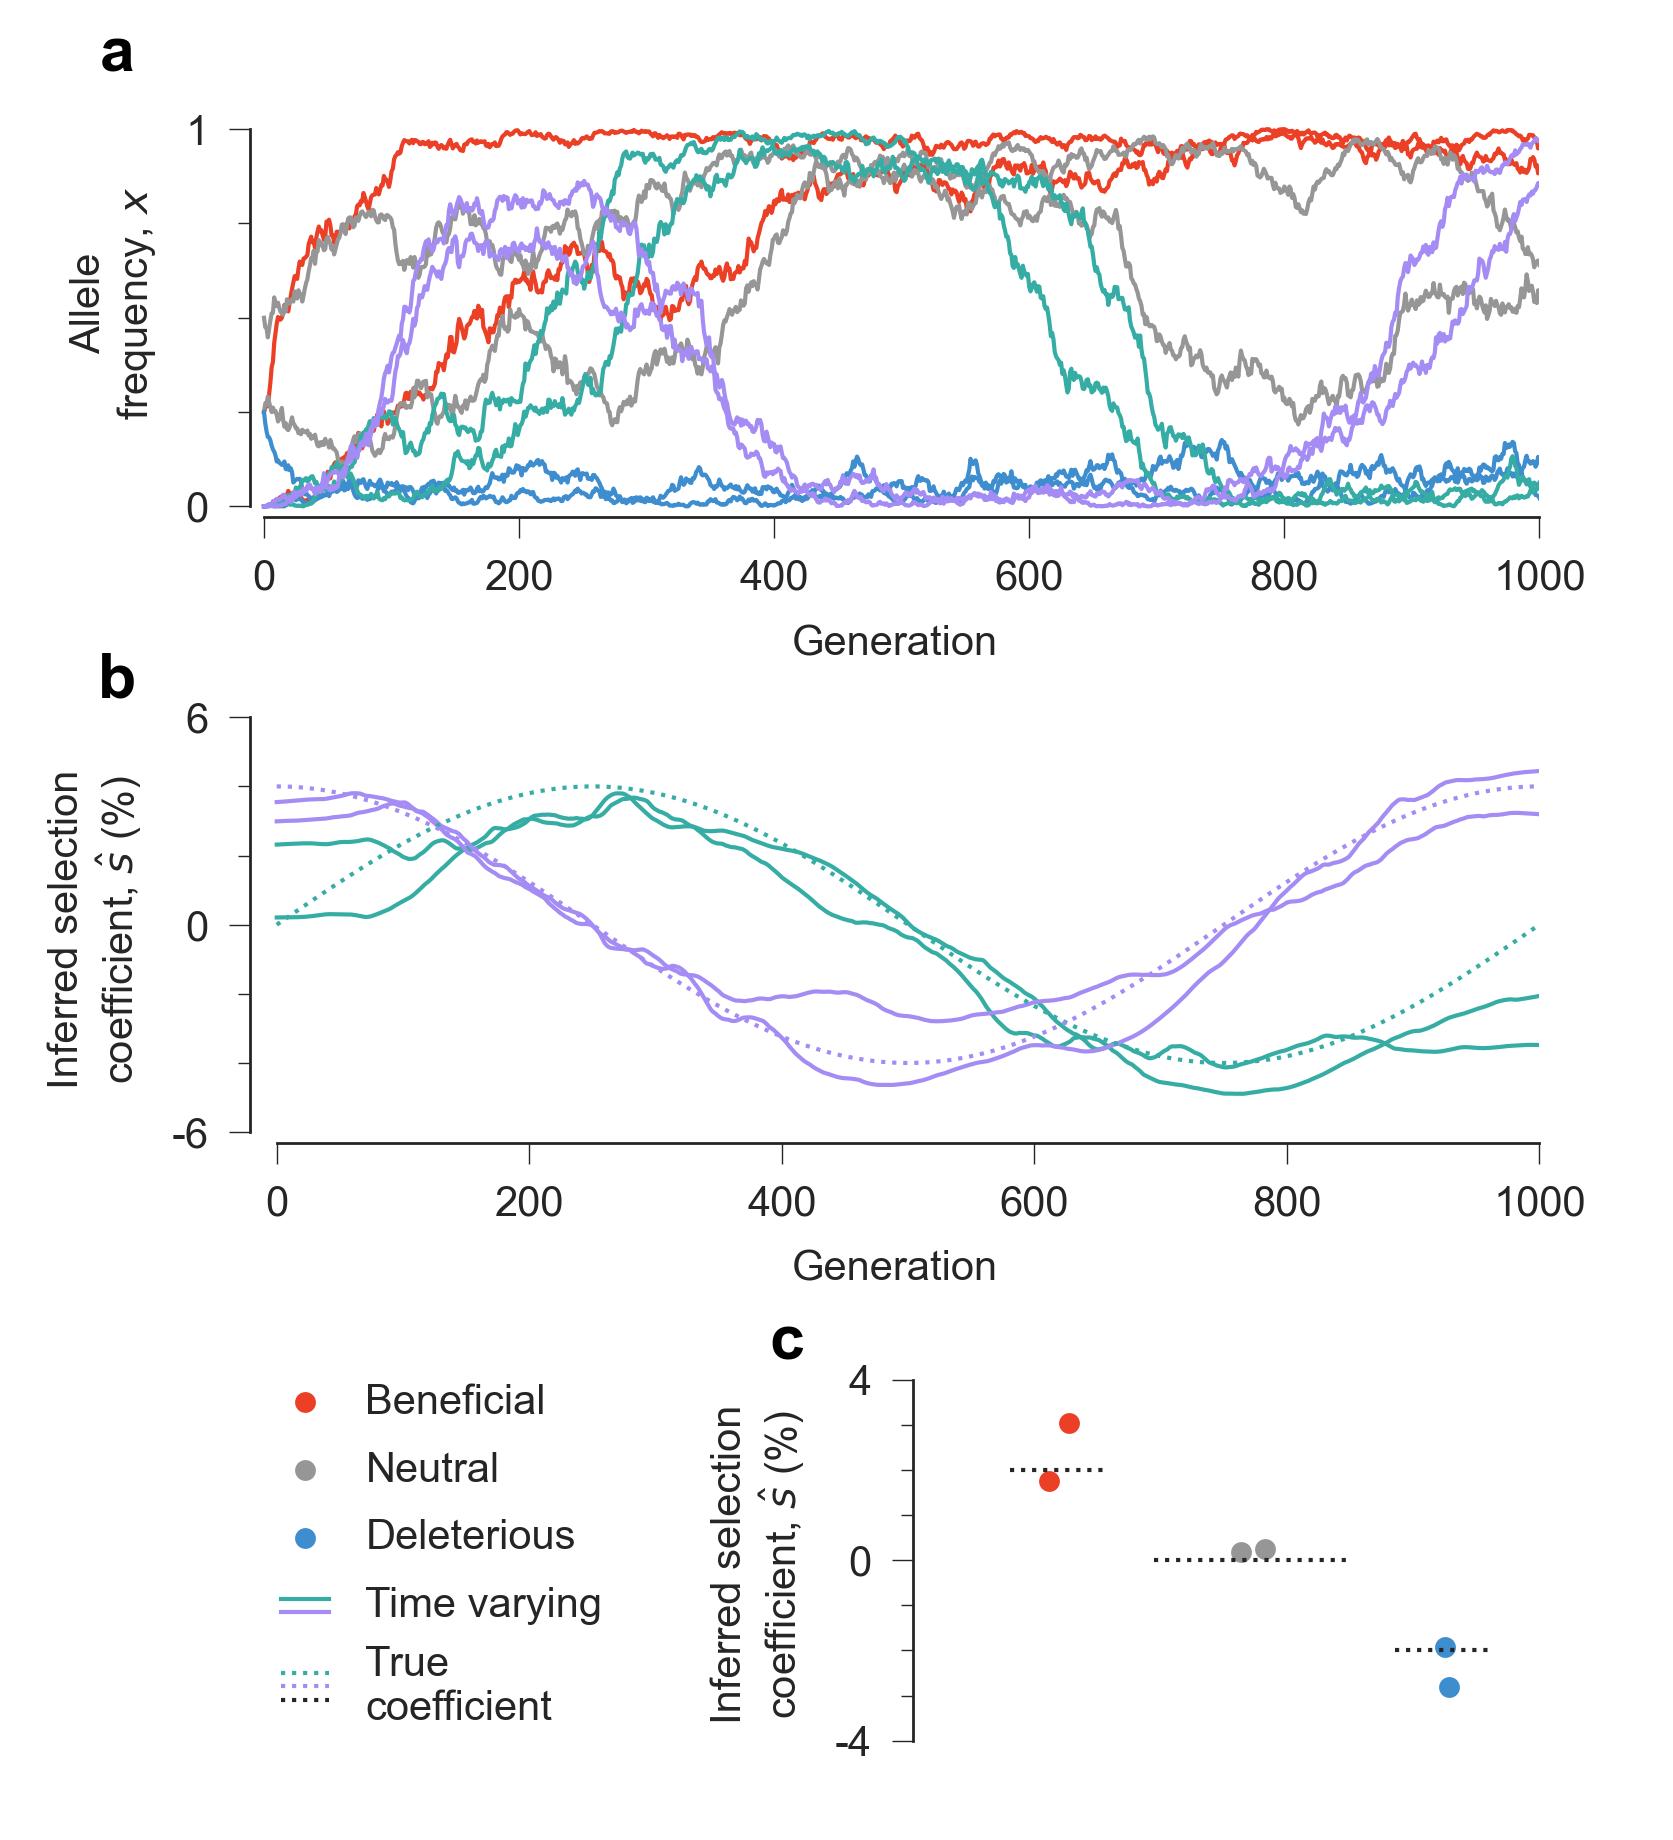 a
1
0
Allele
frequency, x
0 200 400 600 800 1000
Generation
b
6
0
-6
Inferred selection
coefficient, ŝ (%)
0 200 400 600 800 1000
Generation
Beneficial
Neutral
Deleterious
Time varying
True
coefficient
c
4
0
-4
Inferred selection
coefficient, ŝ (%)